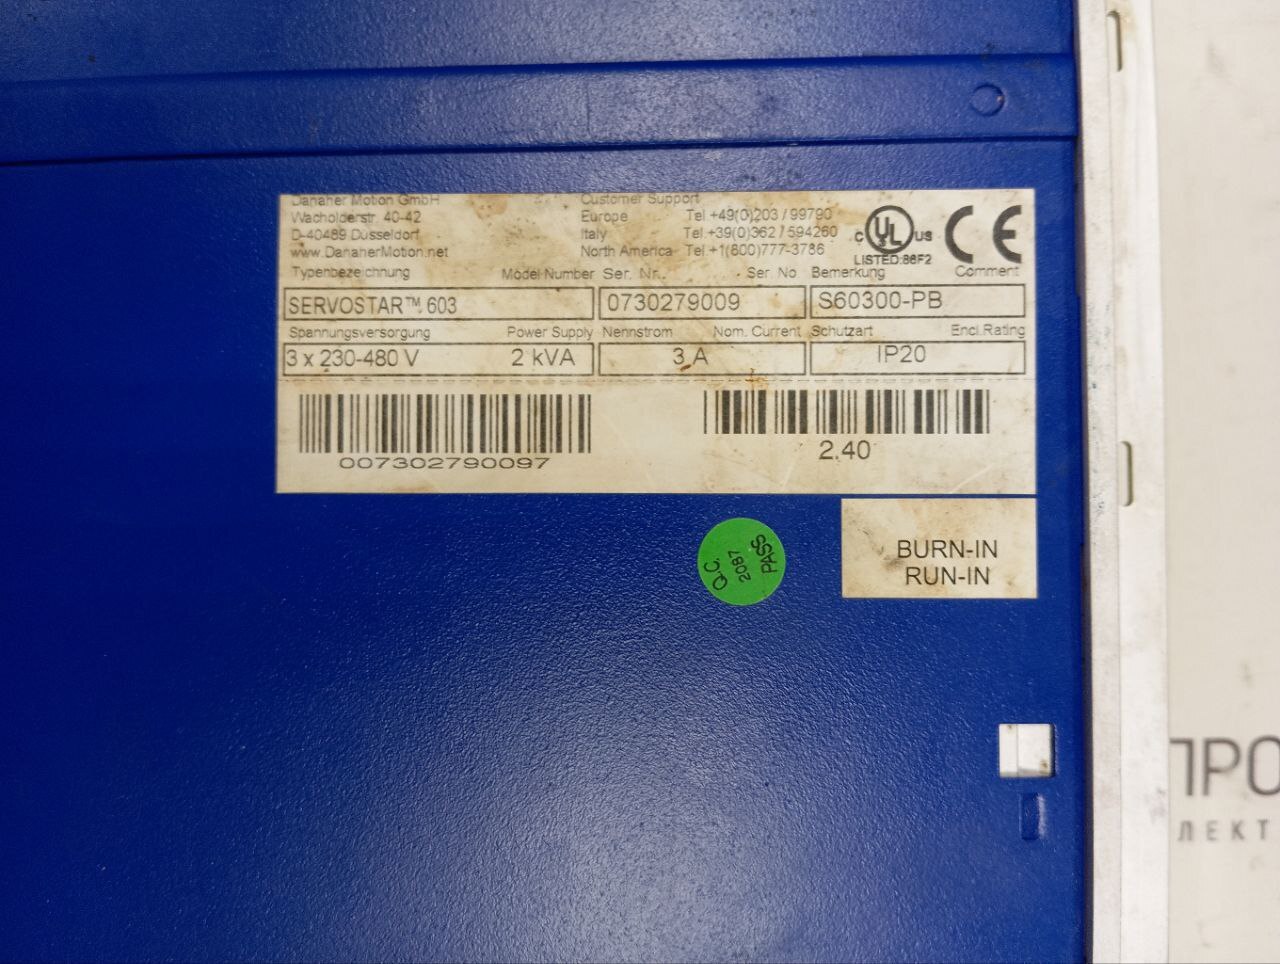 Danaher Motion GmbH
Wacholderstr. 40-42
D-40489 Düsseldorf
www.DanaherMotion.net
Customer Support
Europe Tel +49(0)203 / 99790
Italy Tel +39(0)362 / 594260
North America Tel +1(800)777-3786
C UL US
LISTED:86F2
CE
Typenbezeichnung Model Number Ser. Nr. Ser. No Bemerkung Comment
SERVOSTAR™ 603 0730279009 S60300-PB
Spannungsversorgung Power Supply Nennstrom Nom. Current Schutzart Encl.Rating
3 x 230-480 V 2 kVA 3 A IP20
007302790097
2.40
Q.C.
2087
PASS
BURN-IN
RUN-IN
ПРО
ЛЕКТ